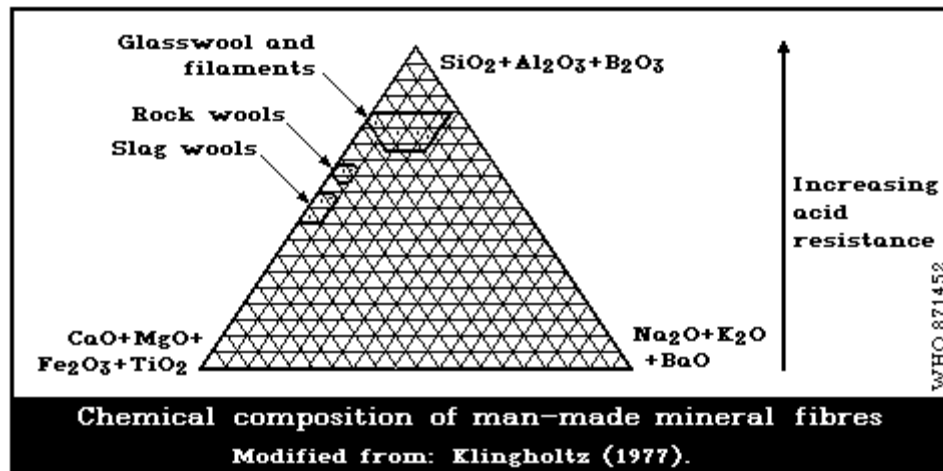 Glasswool and
filaments
SiO₂+Al₂O₃+B₂O₃
Rock wools
Slag wools
Increasing
acid
resistance
CaO+MgO+
Fe₂O₃+TiO₂
Na₂O+K₂O
+BaO
WHO 871452
Chemical composition of man-made mineral fibres
Modified from: Klingholtz (1977).